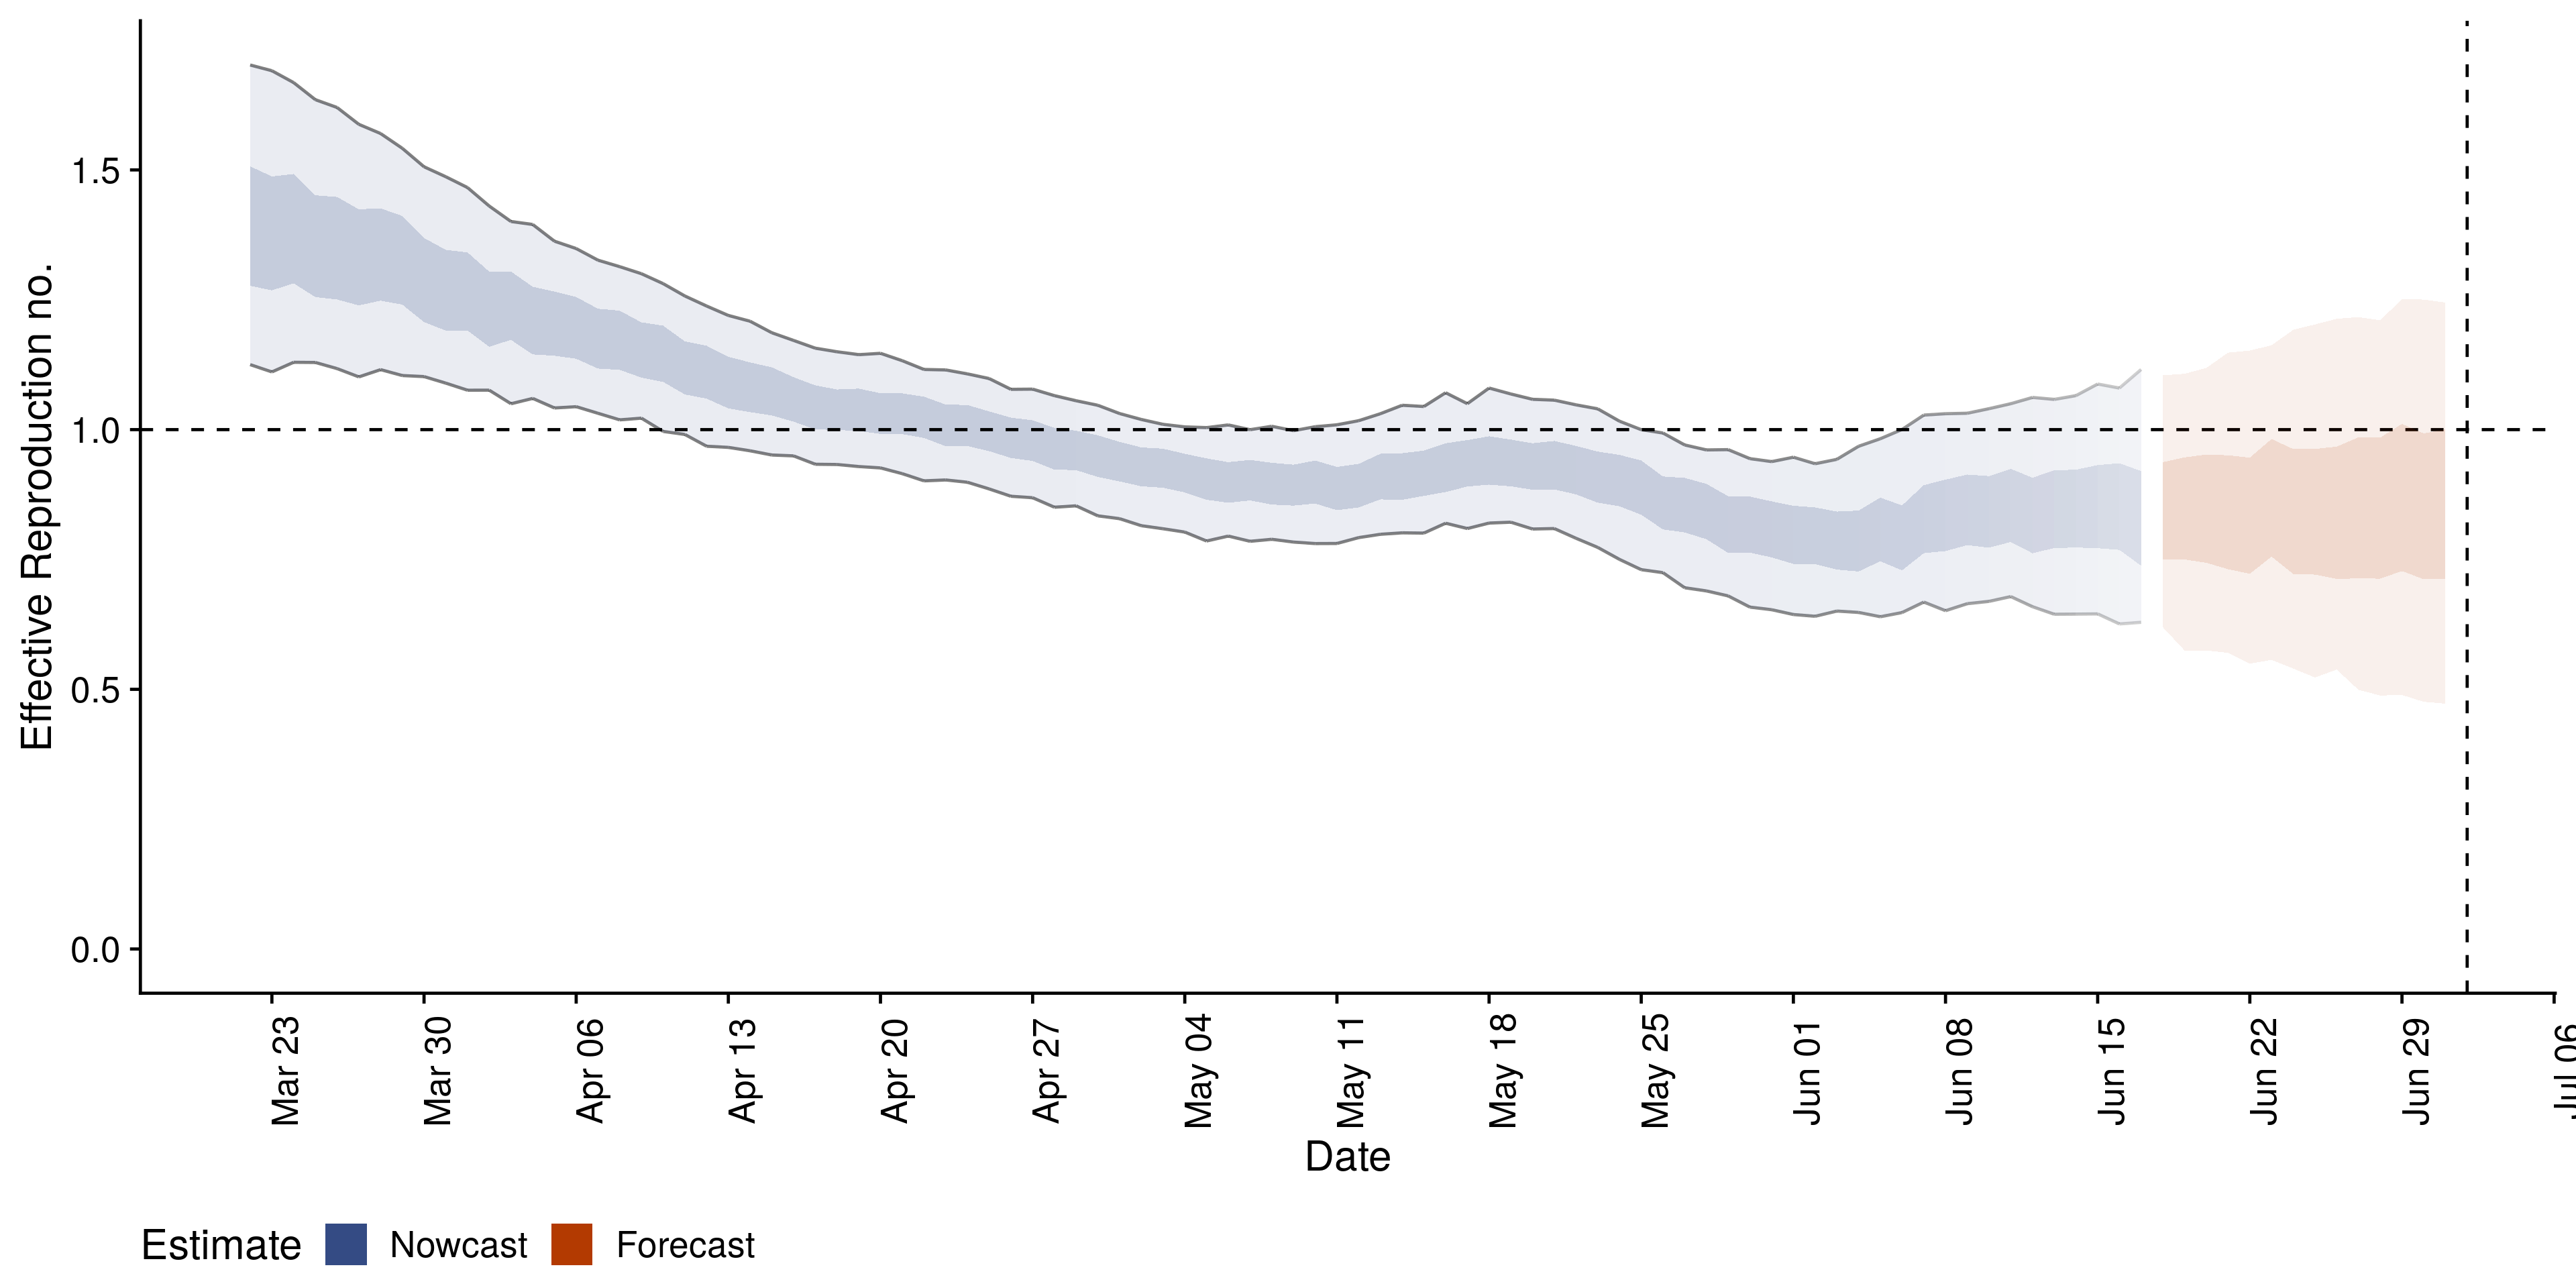 Effective Reproduction no.
1.5
1.0
0.5
0.0
Mar 23
Mar 30
Apr 06
Apr 13
Apr 20
Apr 27
May 04
May 11
May 18
May 25
Jun 01
Jun 08
Jun 15
Jun 22
Jun 29
Jul 06
Date
Estimate Nowcast Forecast